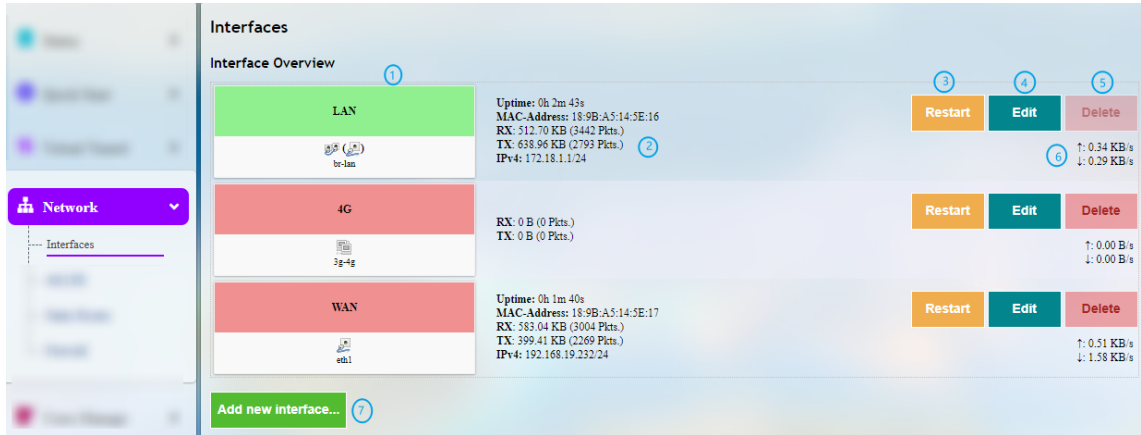 Interfaces
Interface Overview
1
3
4
5
LAN
Uptime: 0h 2m 43s
MAC-Address: 18:9B:A5:14:5E:16
RX: 512.70 KB (3442 Pkts.)
TX: 638.96 KB (2793 Pkts.)
2
IPv4: 172.18.1.1/24
Restart
Edit
Delete
( )
br-lan
6
↑: 0.34 KB/s
↓: 0.29 KB/s
Network
Interfaces
4G
RX: 0 B (0 Pkts.)
TX: 0 B (0 Pkts.)
Restart
Edit
Delete
3g-4g
↑: 0.00 B/s
↓: 0.00 B/s
WAN
Uptime: 0h 1m 40s
MAC-Address: 18:9B:A5:14:5E:17
RX: 583.04 KB (3004 Pkts.)
TX: 399.41 KB (2269 Pkts.)
IPv4: 192.168.19.232/24
Restart
Edit
Delete
eth1
↑: 0.51 KB/s
↓: 1.58 KB/s
Add new interface...
7